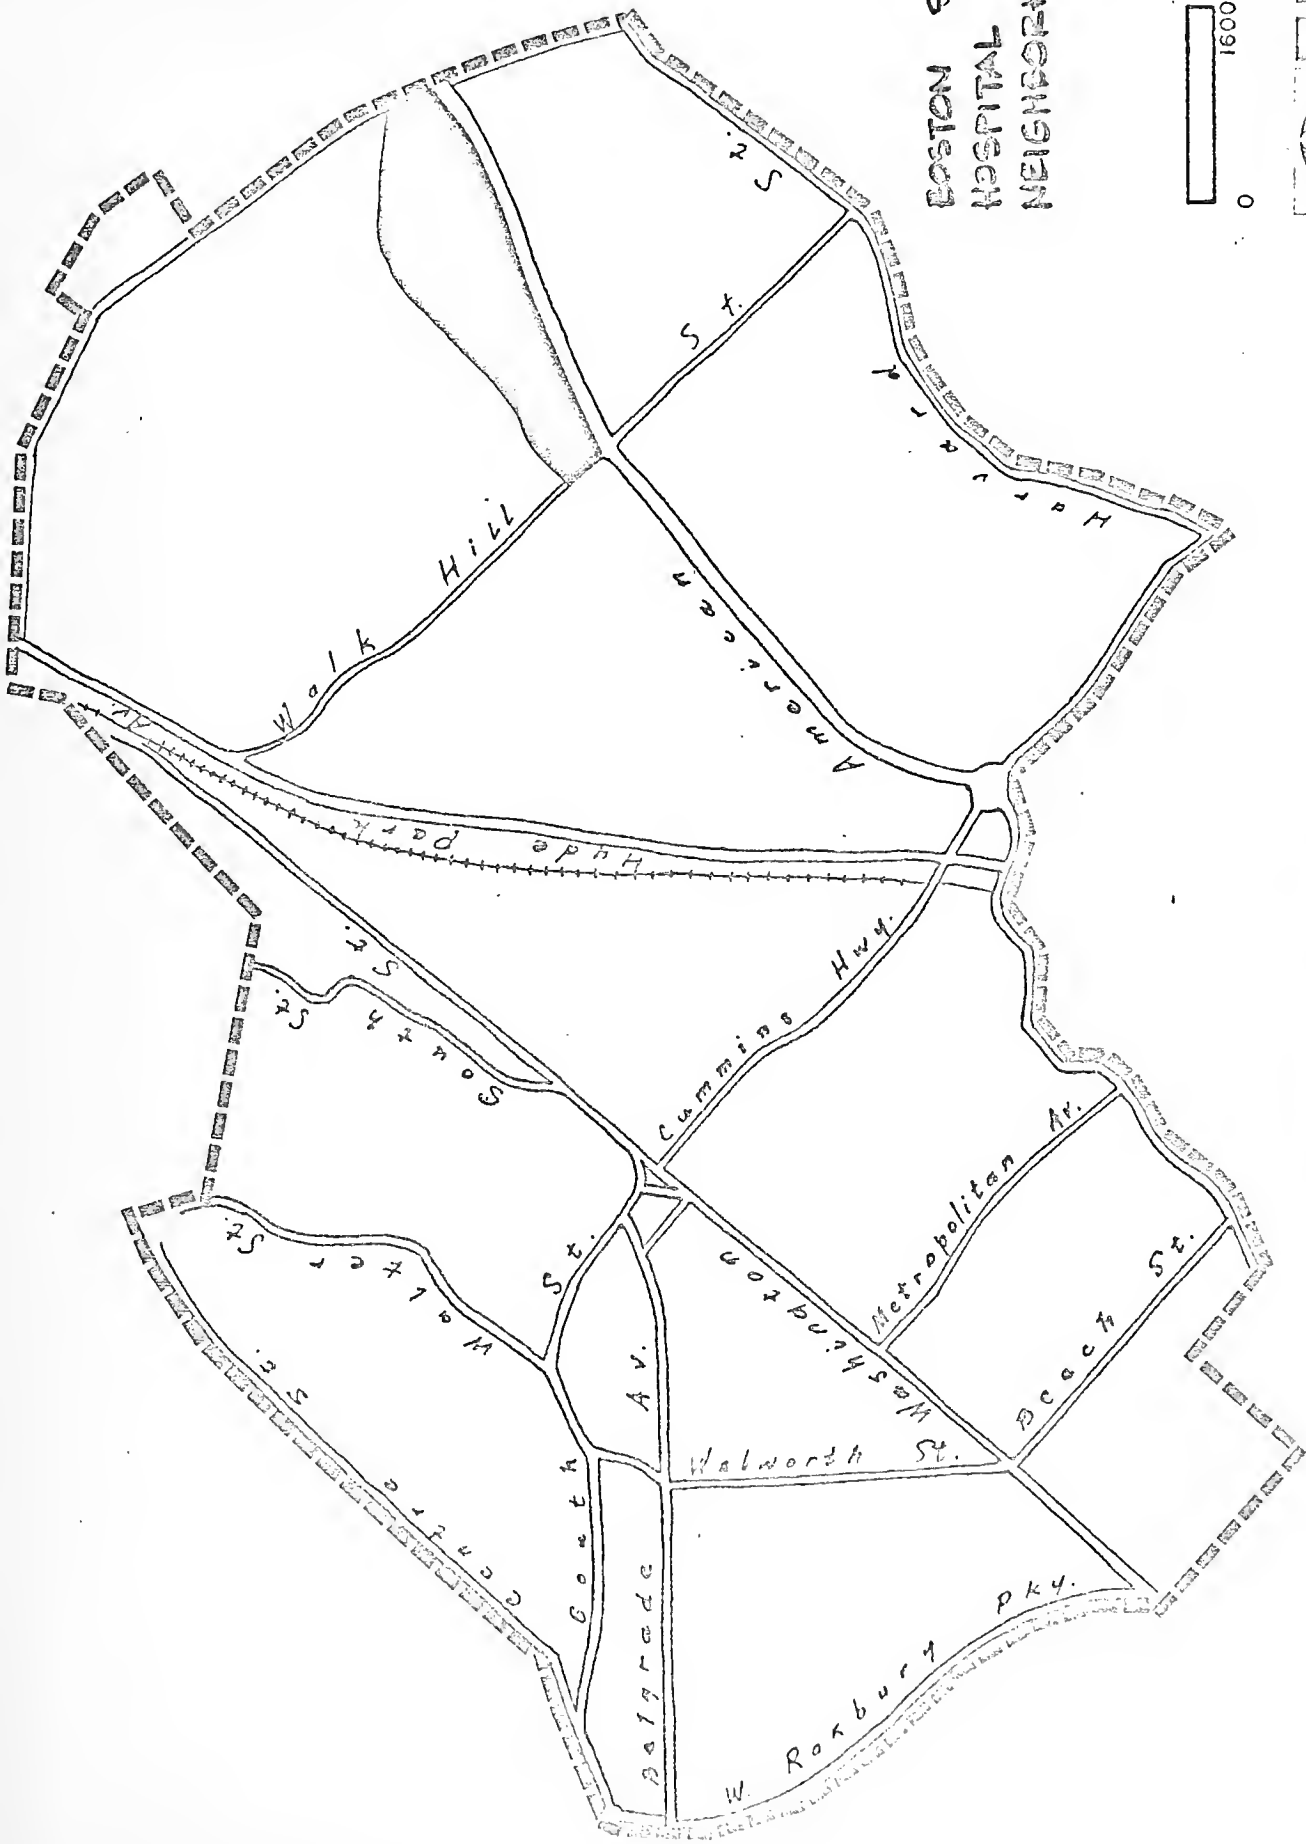 BOSTON
HOSPITAL
NEIGHBORH
0 1600
Walk Hill St.
Harvard St.
American
Hyde Park Av.
Cummins Hwy.
South St.
Washington St.
Walter St.
Centre St.
South St.
Belgrade Av.
Walworth St.
Metropolitan Av.
Beech St.
W. Roxbury Pky.